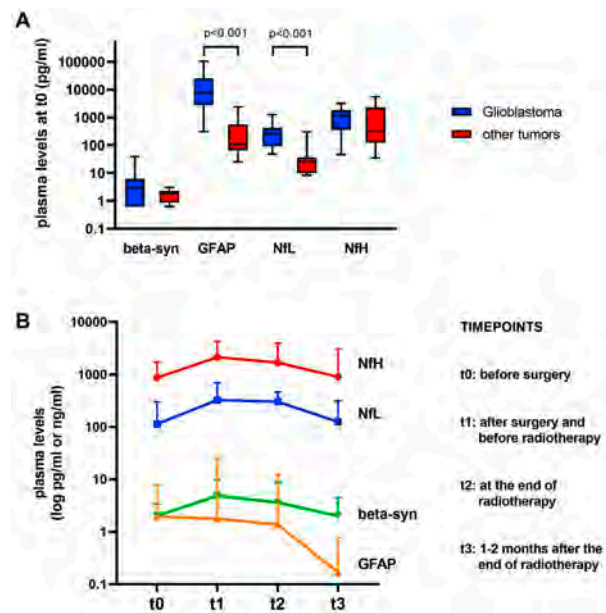 A
p<0.001
p<0.001
plasma levels at t0 (pg/ml)
100000
10000
1000
100
10
1
0.1
beta-syn
GFAP
NfL
NfH
Glioblastoma
other tumors
B
plasma levels
(log pg/ml or ng/ml)
10000
1000
100
10
1
0.1
NfH
NfL
beta-syn
GFAP
t0
t1
t2
t3
TIMEPOINTS
t0: before surgery
t1: after surgery and
before radiotherapy
t2: at the end of
radiotherapy
t3: 1-2 months after the
end of radiotherapy